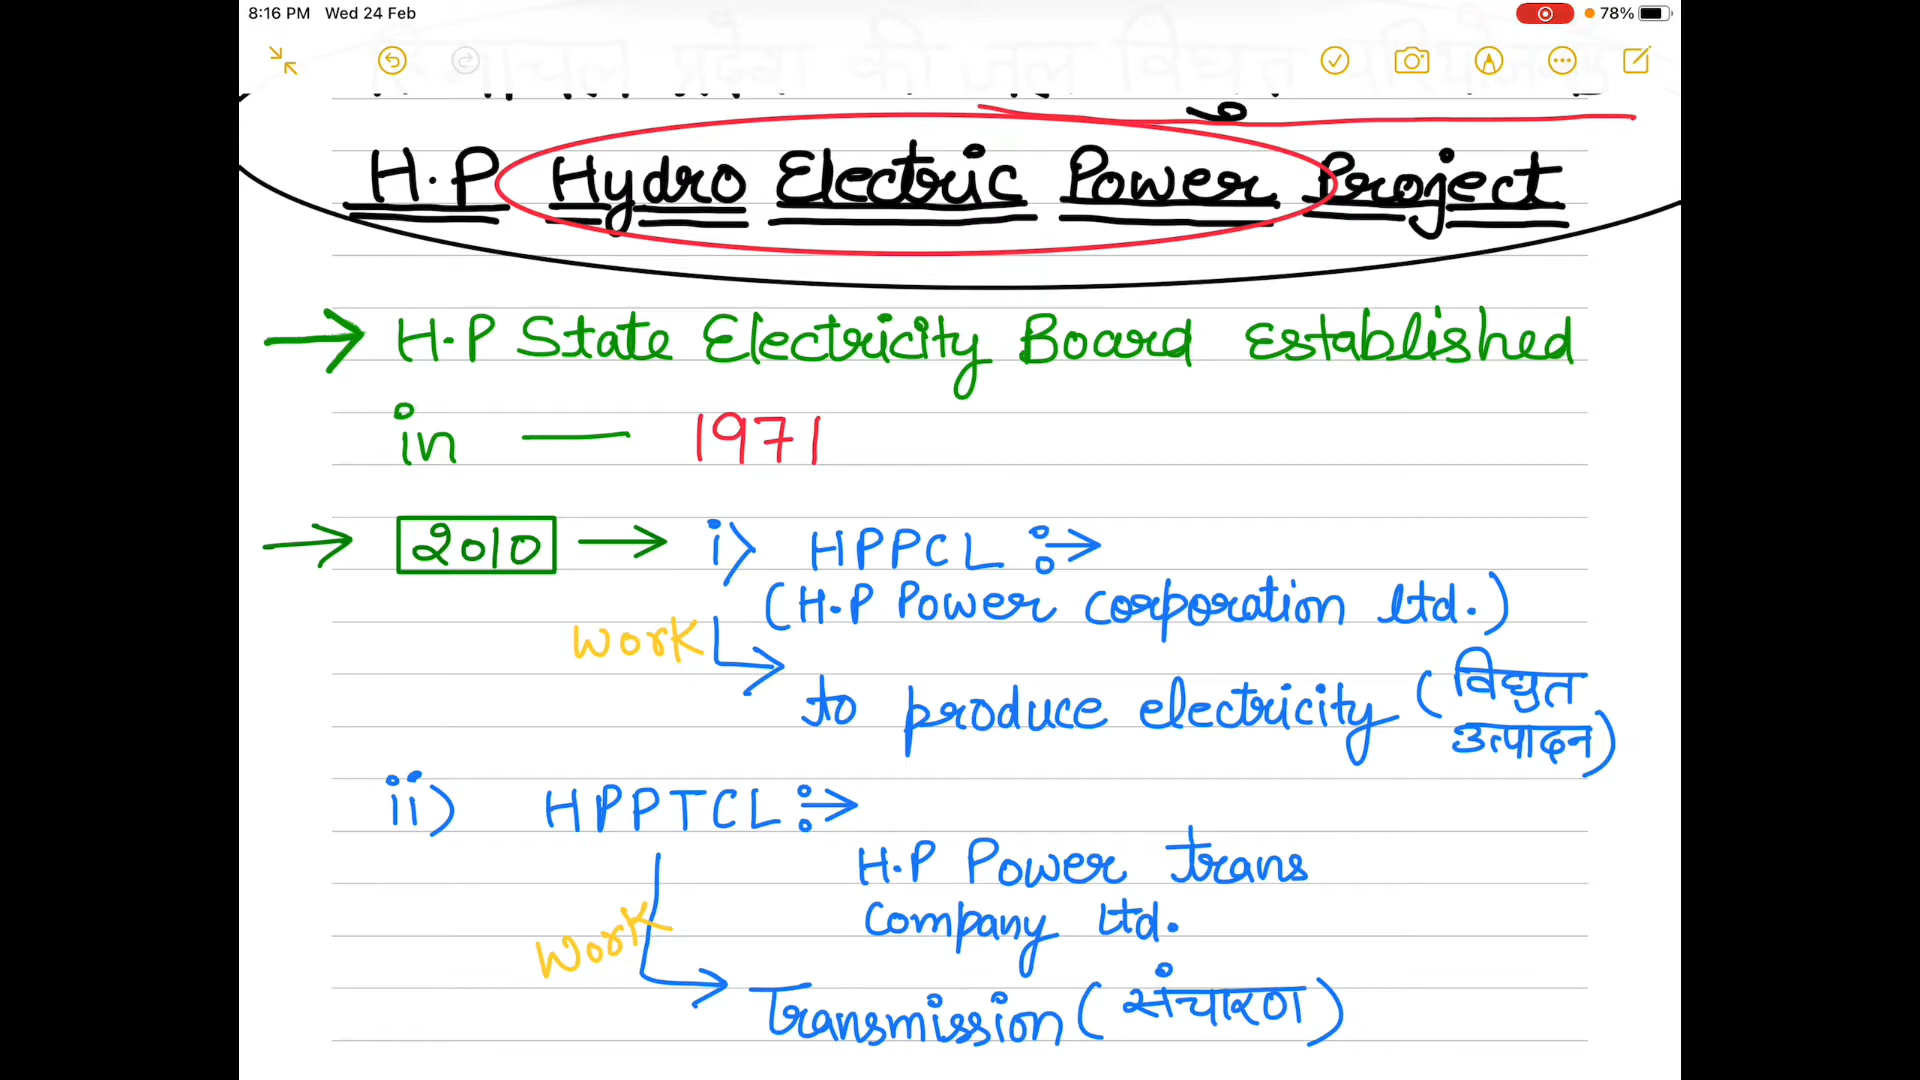 8:16 PM Wed 24 Feb 78%
H.P Hydro Electric Power Project
H.P State Electricity Board Established
in — 1971
→ 2010 → i> HPPCL :→
(H.P Power corporation ltd.)
Work
to produce electricity (विधुत
उत्पादन)
ii) HPPTCL :→
H.P Power trans
Company Ltd.
Work
Transmission (संचारण)